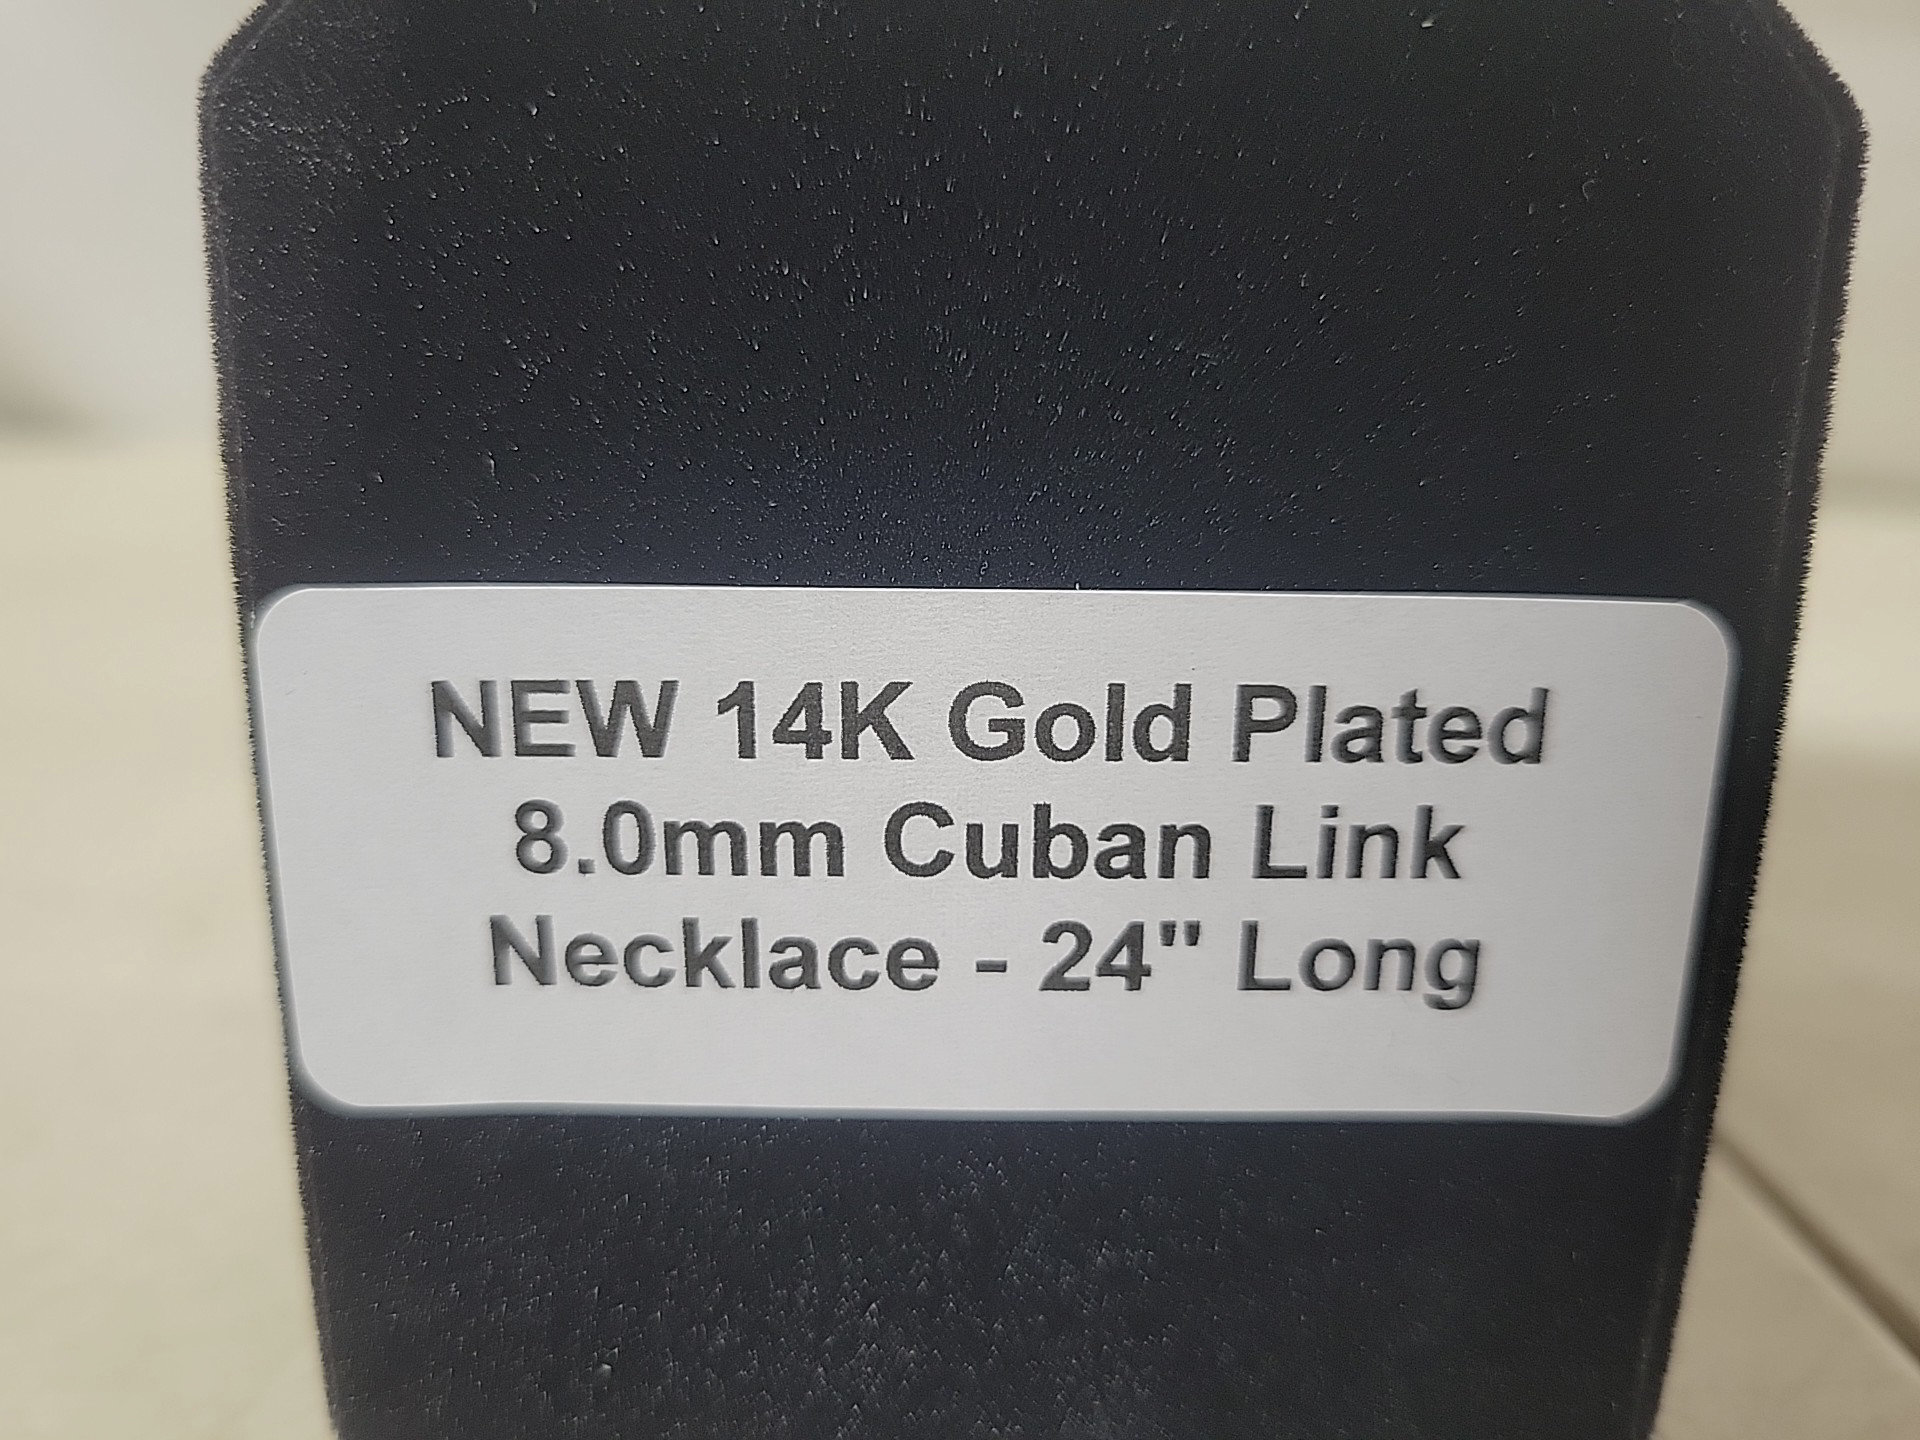 NEW 14K Gold Plated
8.0mm Cuban Link
Necklace - 24" Long